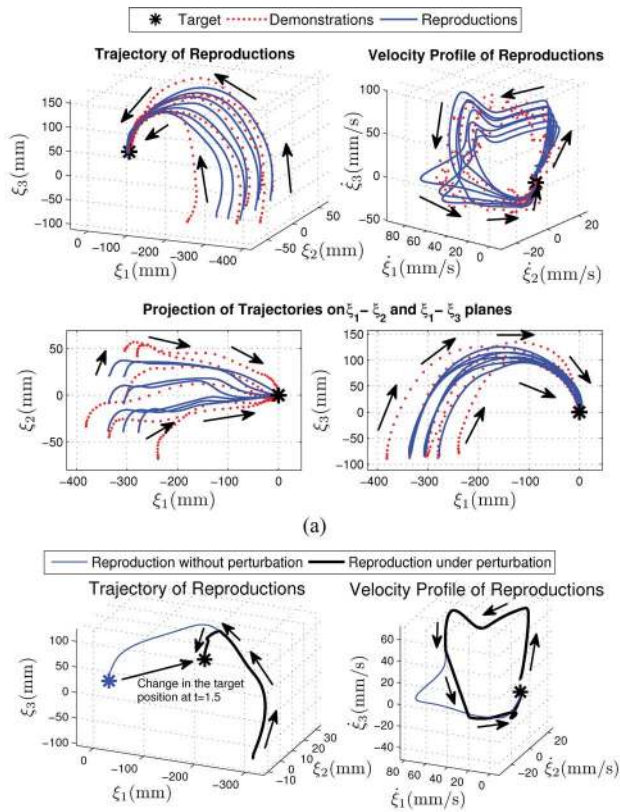 Target Demonstrations Reproductions
Trajectory of Reproductions
Velocity Profile of Reproductions
150
100
50
0
-50
-100
ξ3(mm)
0
-100
-200
-300
-400
ξ1(mm)
-50
0
50
ξ2(mm)
100
50
0
-50
ξ̇3(mm/s)
80
60
40
20
0
ξ̇1(mm/s)
-20
0
20
ξ̇2(mm/s)
Projection of Trajectories on ξ1− ξ2 and ξ1− ξ3 planes
50
0
-50
ξ2(mm)
-400
-300
-200
-100
0
ξ1(mm)
150
100
50
0
-50
-100
ξ3(mm)
-400
-300
-200
-100
0
ξ1(mm)
(a)
Reproduction without perturbation Reproduction under perturbation
Trajectory of Reproductions
Velocity Profile of Reproductions
100
50
0
-50
-100
ξ3(mm)
Change in the target
position at t=1.5
0
-100
-200
-300
ξ1(mm)
-10
0
10
20
30
ξ2(mm)
60
40
20
0
-20
-40
ξ̇3(mm/s)
80
60
40
20
0
ξ̇1(mm/s)
-20
0
20
ξ̇2(mm/s)